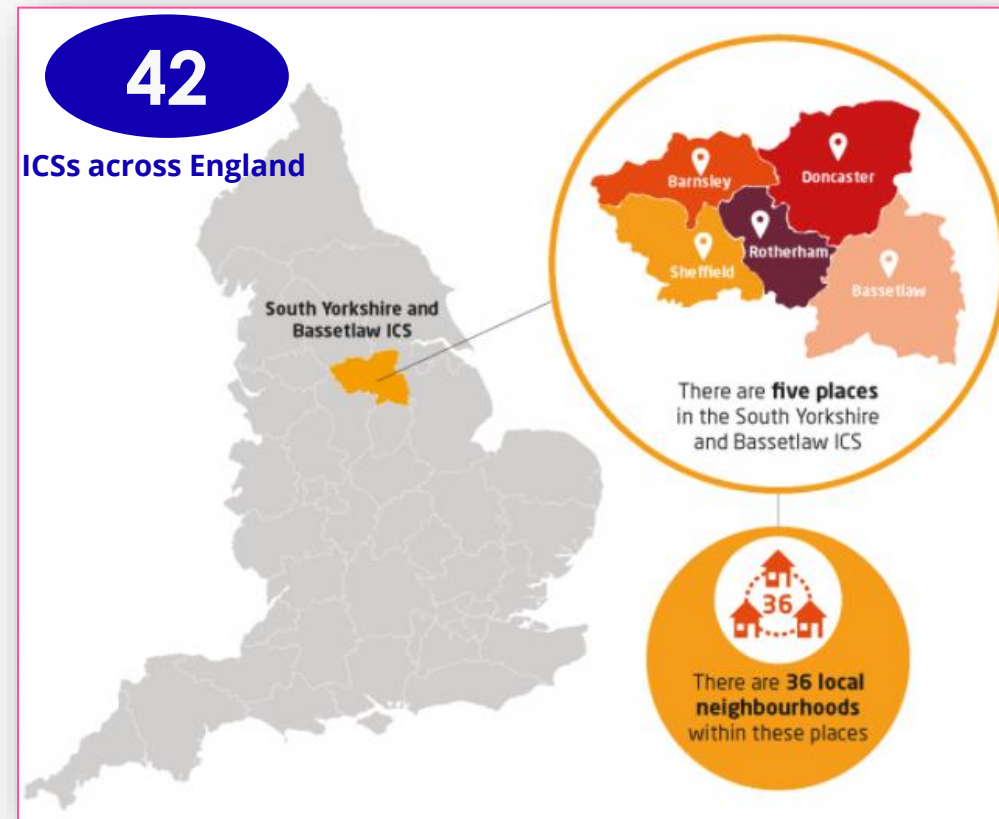 42
ICSs across England
South Yorkshire and
Bassetlaw ICS
Barnsley
Doncaster
Rotherham
Sheffield
Bassetlaw
There are five places
in the South Yorkshire
and Bassetlaw ICS
36
There are 36 local
neighbourhoods
within these places